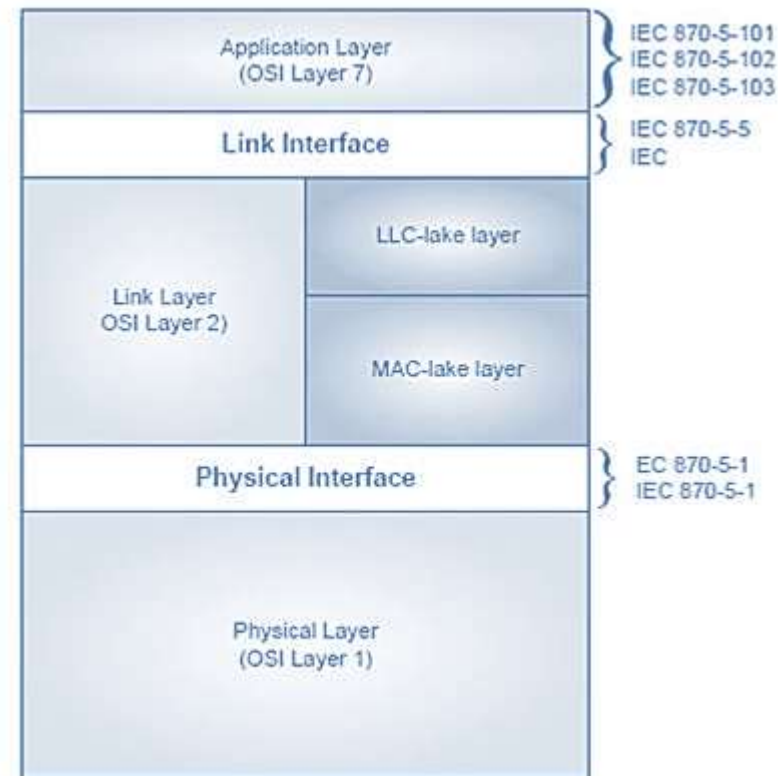 Application Layer
(OSI Layer 7)
IEC 870-5-101
IEC 870-5-102
IEC 870-5-103
Link Interface
IEC 870-5-5
IEC
Link Layer
OSI Layer 2)
LLC-lake layer
MAC-lake layer
Physical Interface
EC 870-5-1
IEC 870-5-1
Physical Layer
(OSI Layer 1)